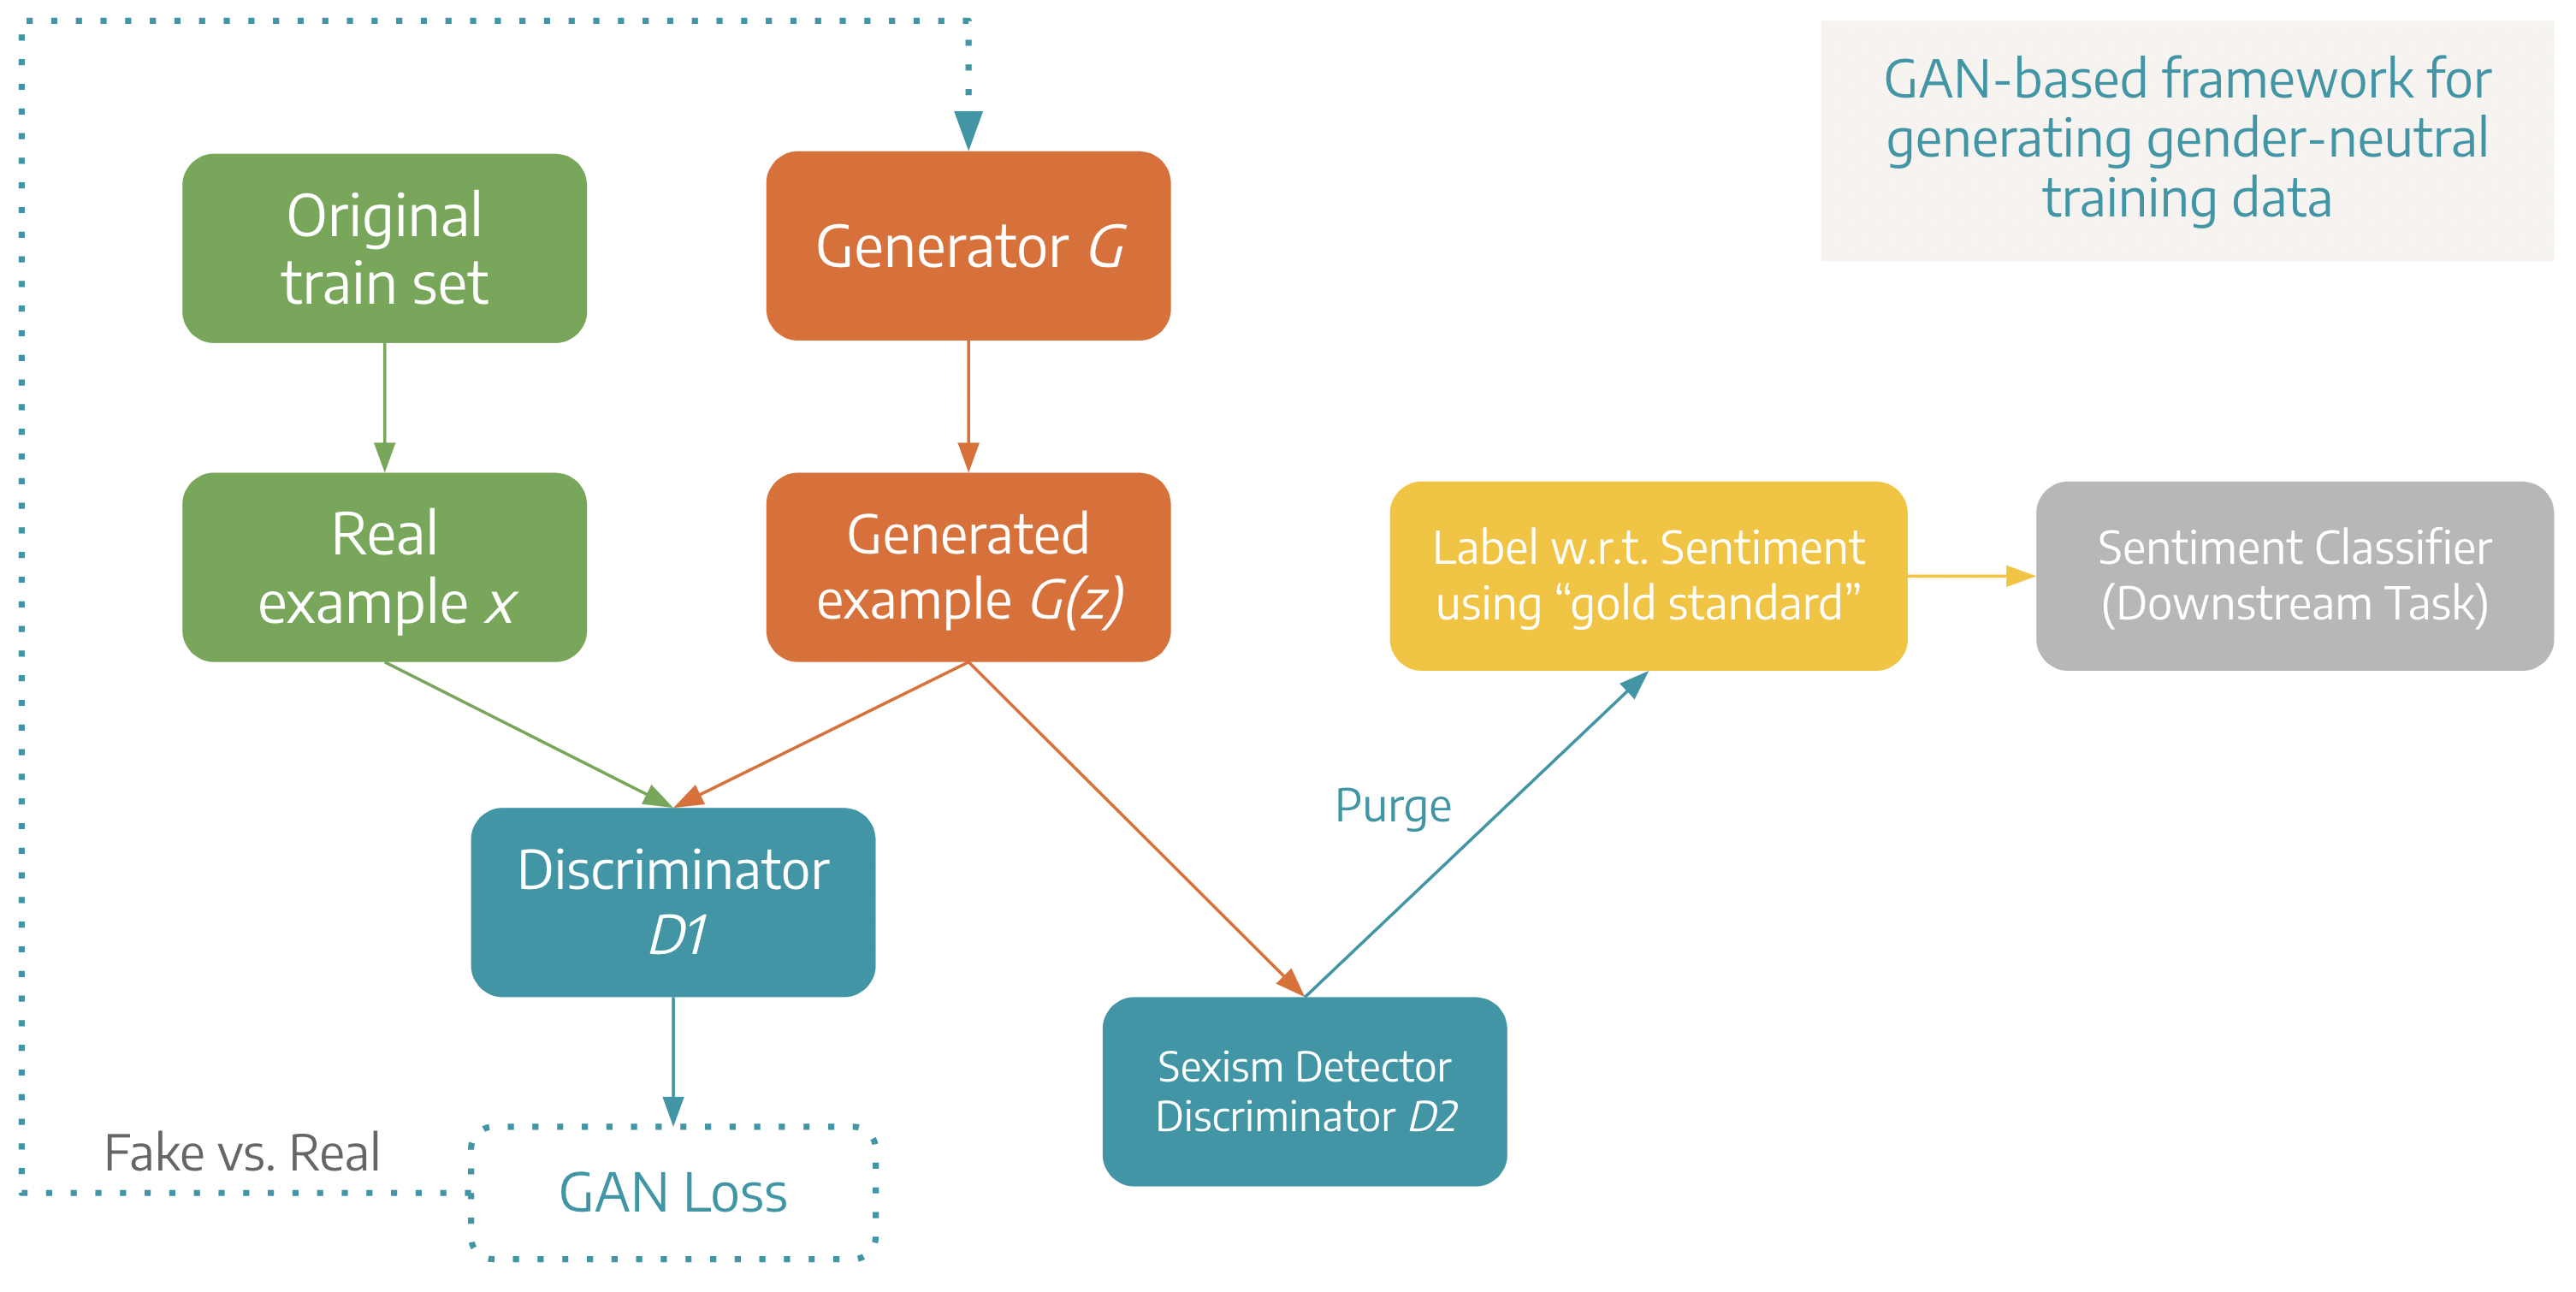 GAN-based framework for
generating gender-neutral
training data
Original
train set
Generator G
Real
example x
Generated
example G(z)
Label w.r.t. Sentiment
using “gold standard”
Sentiment Classifier
(Downstream Task)
Purge
Discriminator
D1
Sexism Detector
Discriminator D2
Fake vs. Real
GAN Loss